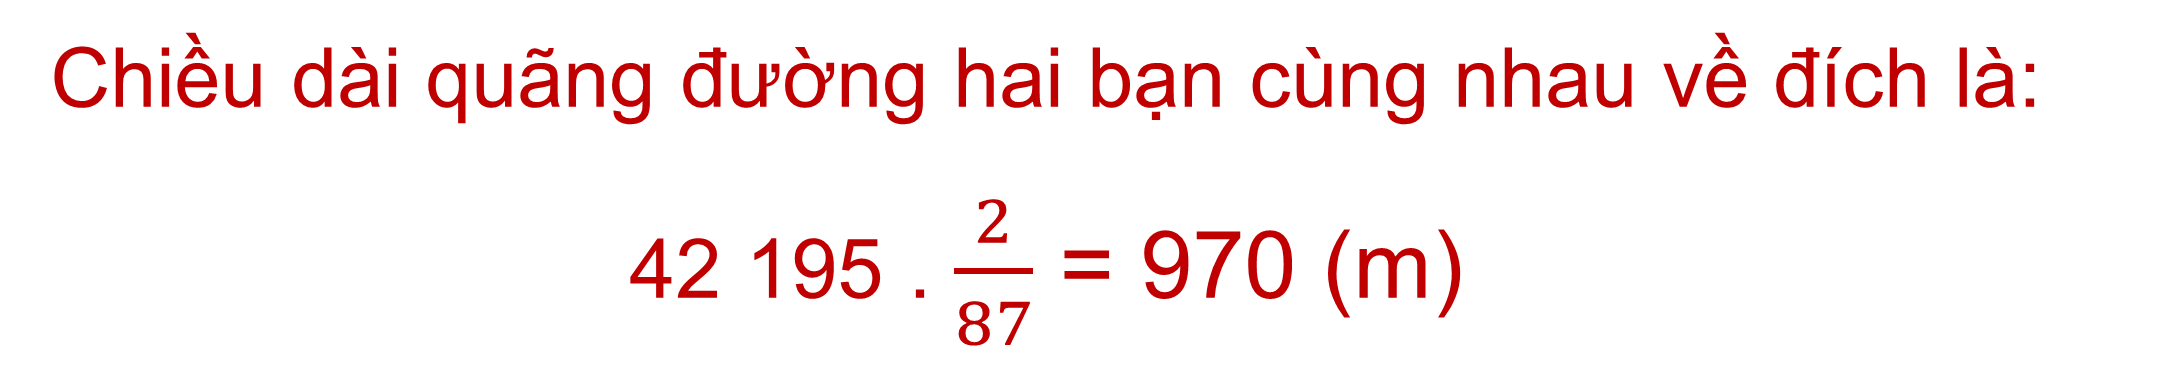 Chiều dài quãng đường hai bạn cùng nhau về đích là:
42 195 . 2/87 = 970 (m)